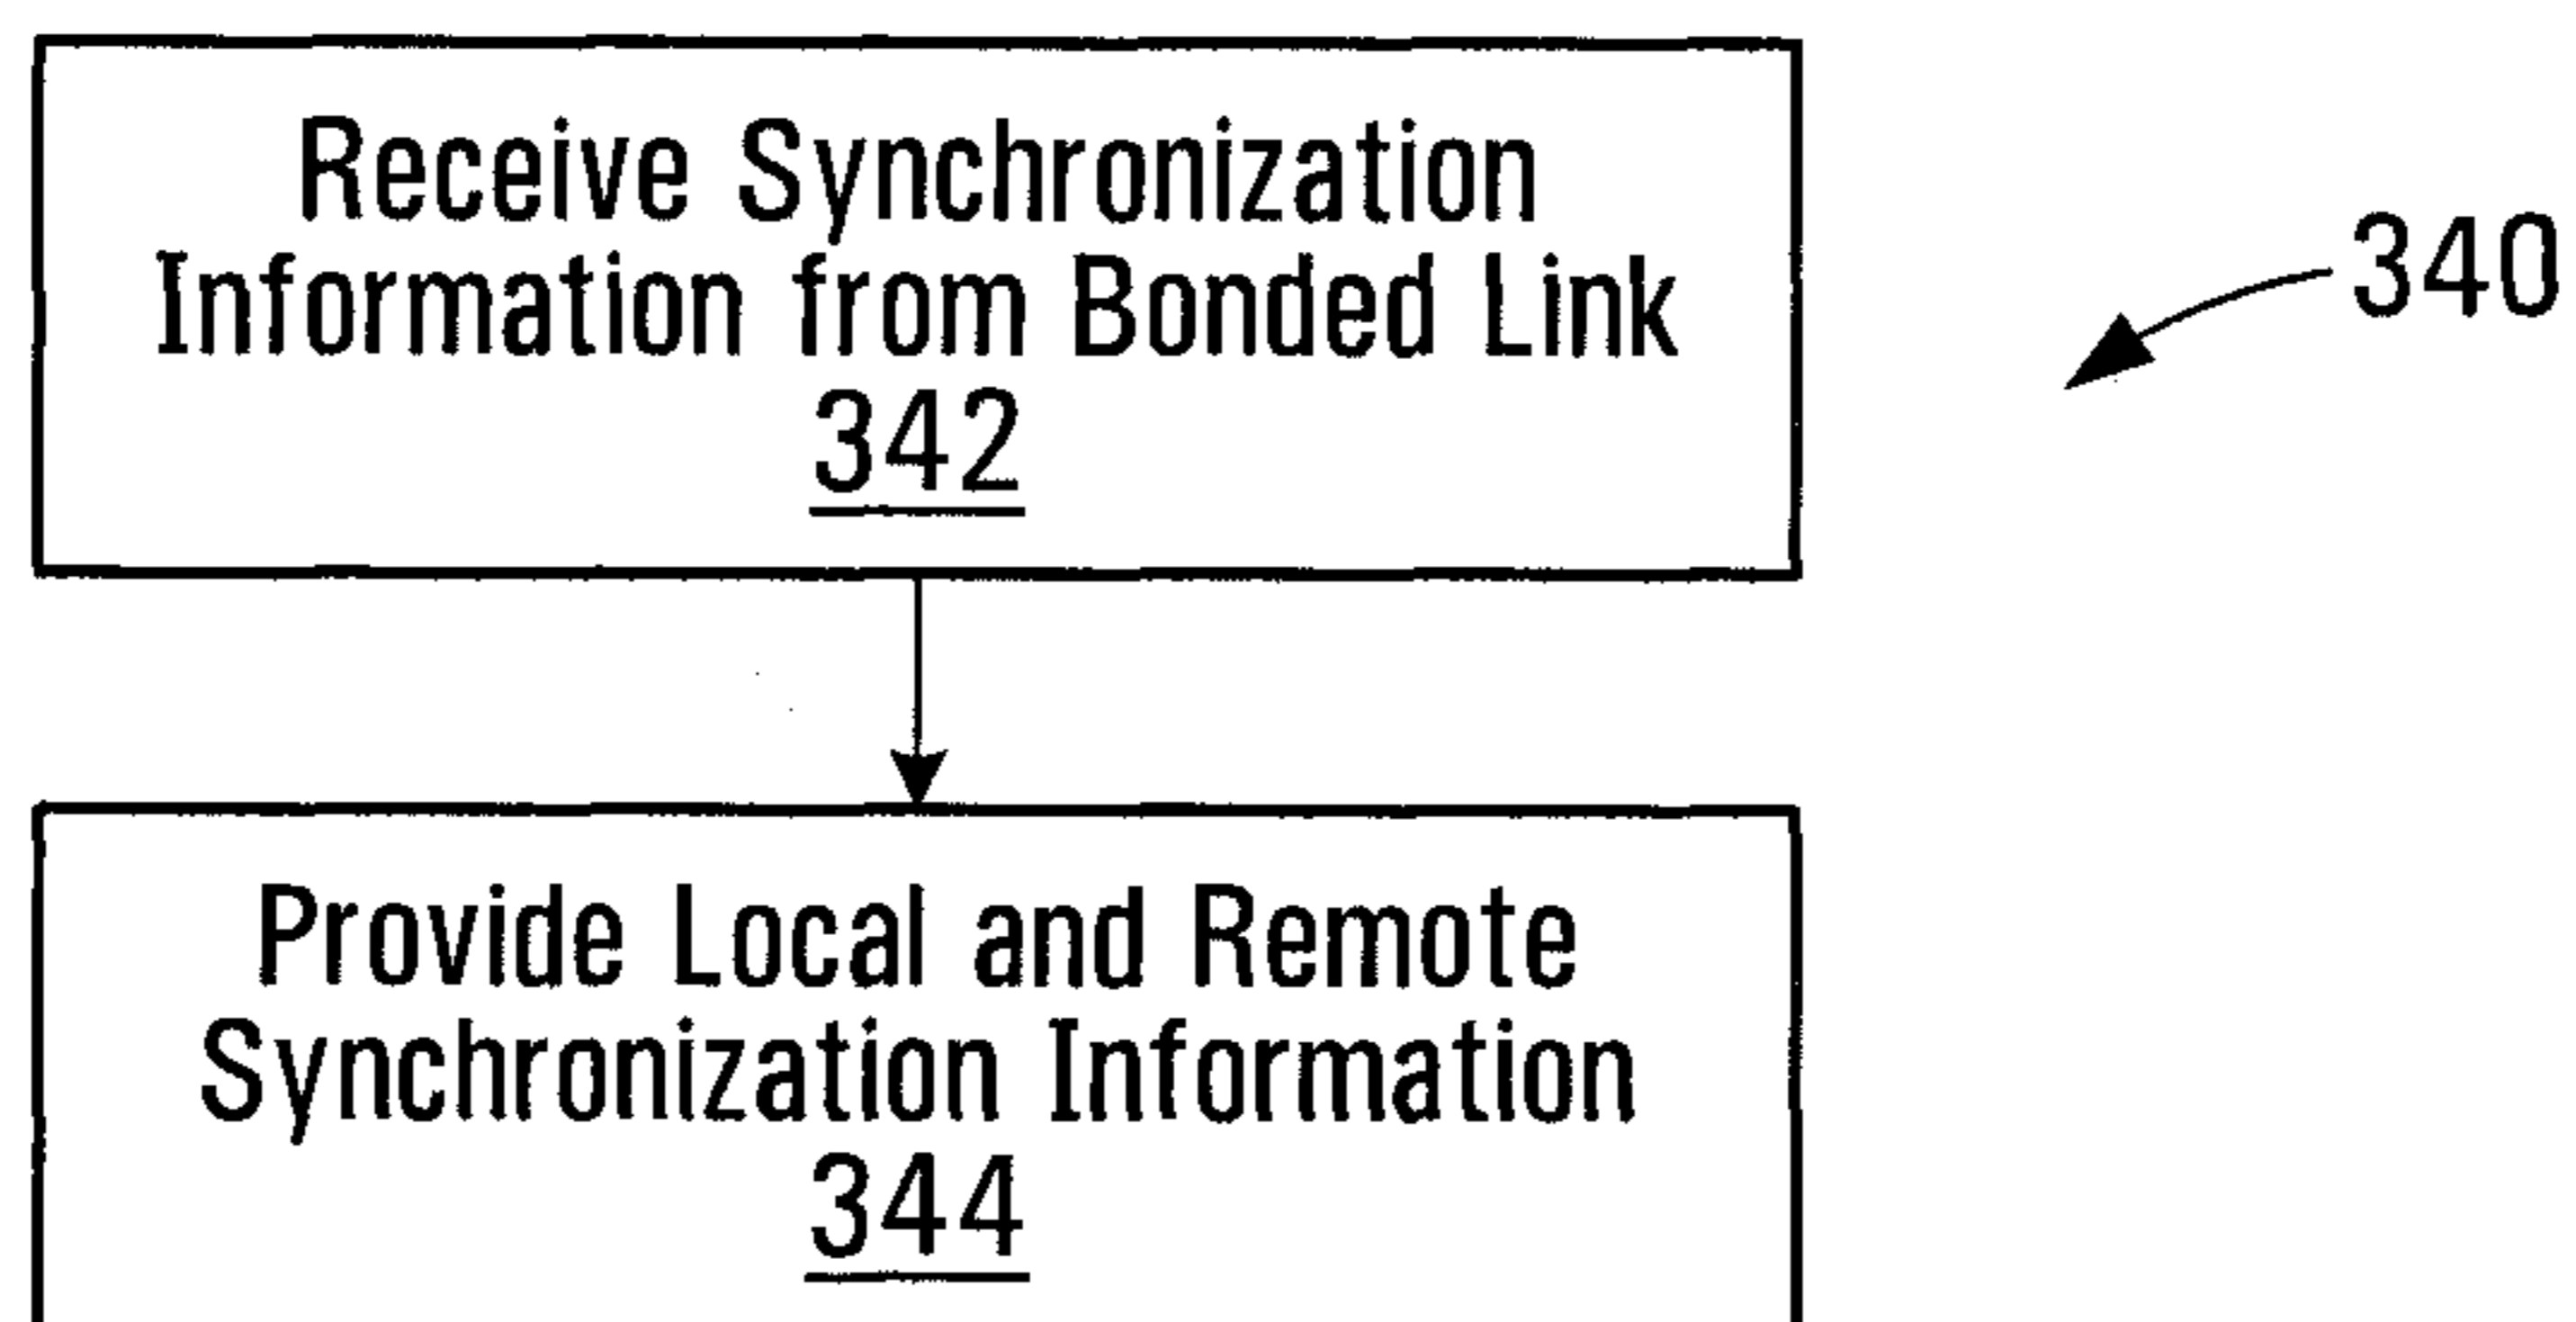 Receive Synchronization
Information from Bonded Link
342
340
Provide Local and Remote
Synchronization Information
344